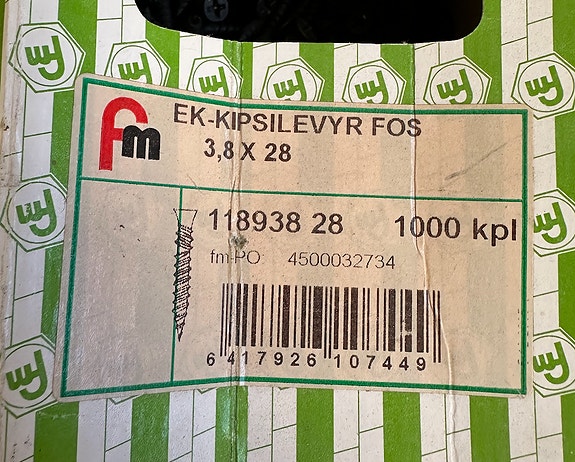 fm
EK-KIPSILEVYR FOS
3,8 X 28
118938 28 1000 kpl
fm-PO: 4500032734
6 417926 107449